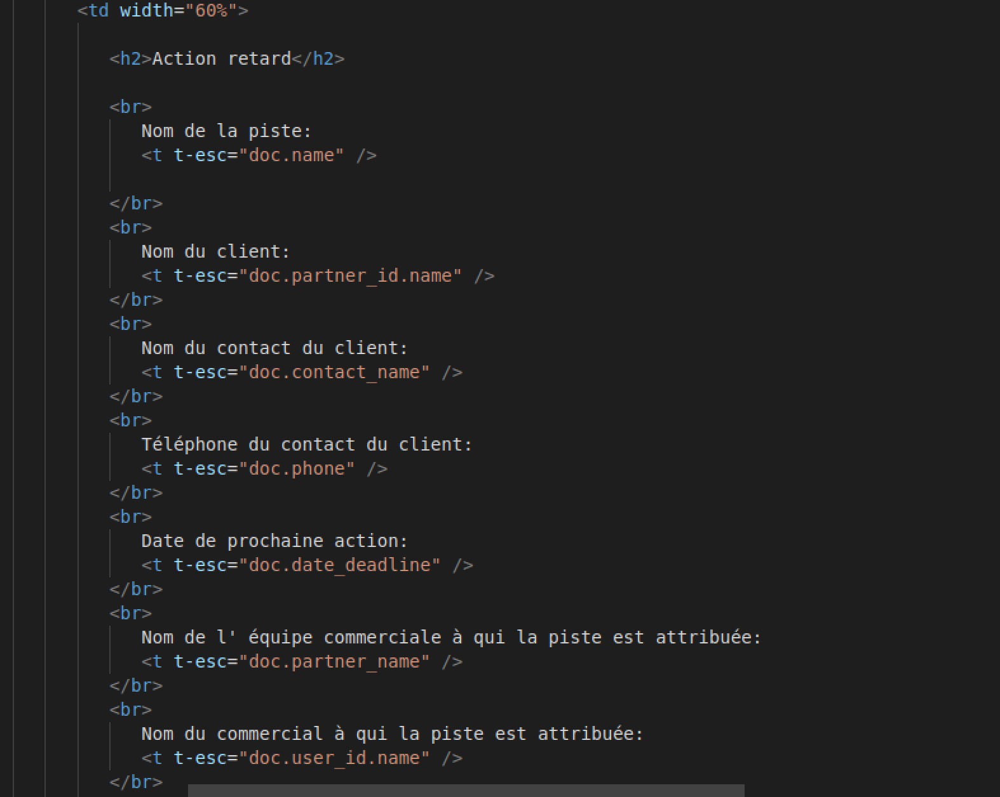 <td width="60%">
<h2>Action retard</h2>
<br>
Nom de la piste:
<t t-esc="doc.name" />
</br>
<br>
Nom du client:
<t t-esc="doc.partner_id.name" />
</br>
<br>
Nom du contact du client:
<t t-esc="doc.contact_name" />
</br>
<br>
Téléphone du contact du client:
<t t-esc="doc.phone" />
</br>
<br>
Date de prochaine action:
<t t-esc="doc.date_deadline" />
</br>
<br>
Nom de l' équipe commerciale à qui la piste est attribuée:
<t t-esc="doc.partner_name" />
</br>
<br>
Nom du commercial à qui la piste est attribuée:
<t t-esc="doc.user_id.name" />
</br>